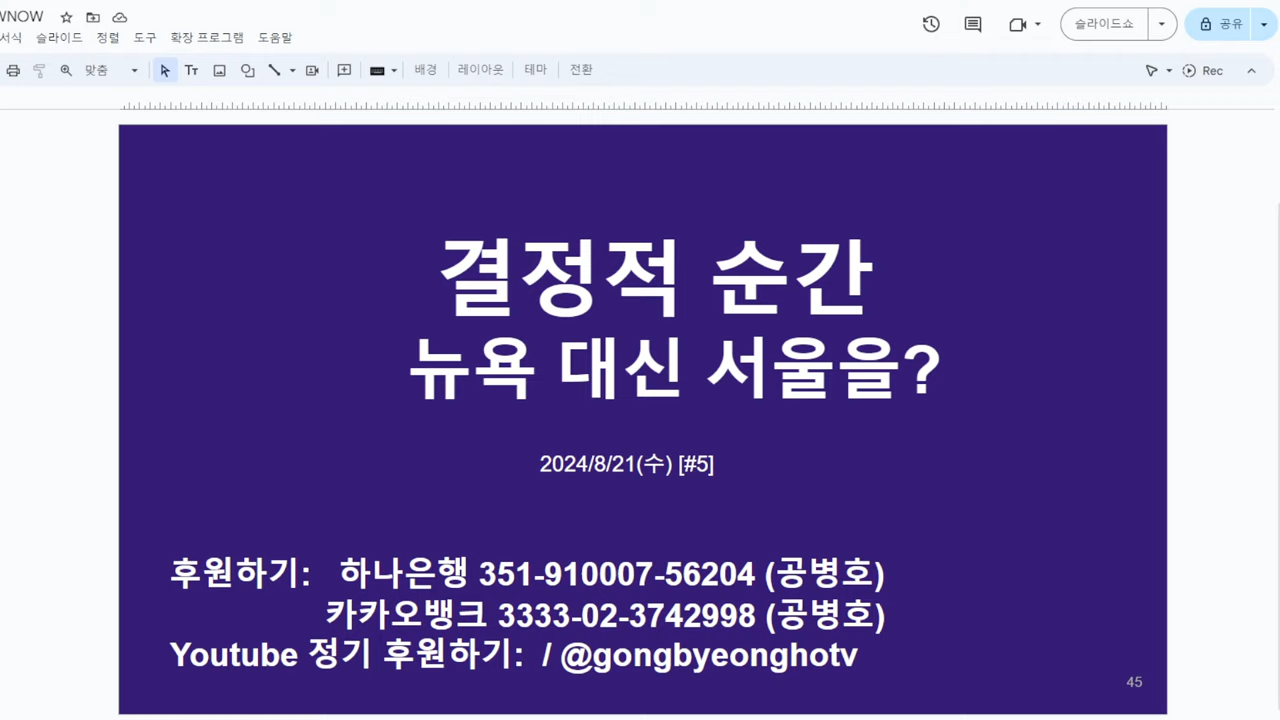 WNOW
서식 슬라이드 정렬 도구 확장 프로그램 도움말
슬라이드쇼
공유
맞춤
Tт
배경 레이아웃 테마 전환
Rec
결정적 순간
뉴욕 대신 서울을?
2024/8/21(수) [#5]
후원하기: 하나은행 351-910007-56204 (공병호)
카카오뱅크 3333-02-3742998 (공병호)
Youtube 정기 후원하기: / @gongbyeonghotv
45